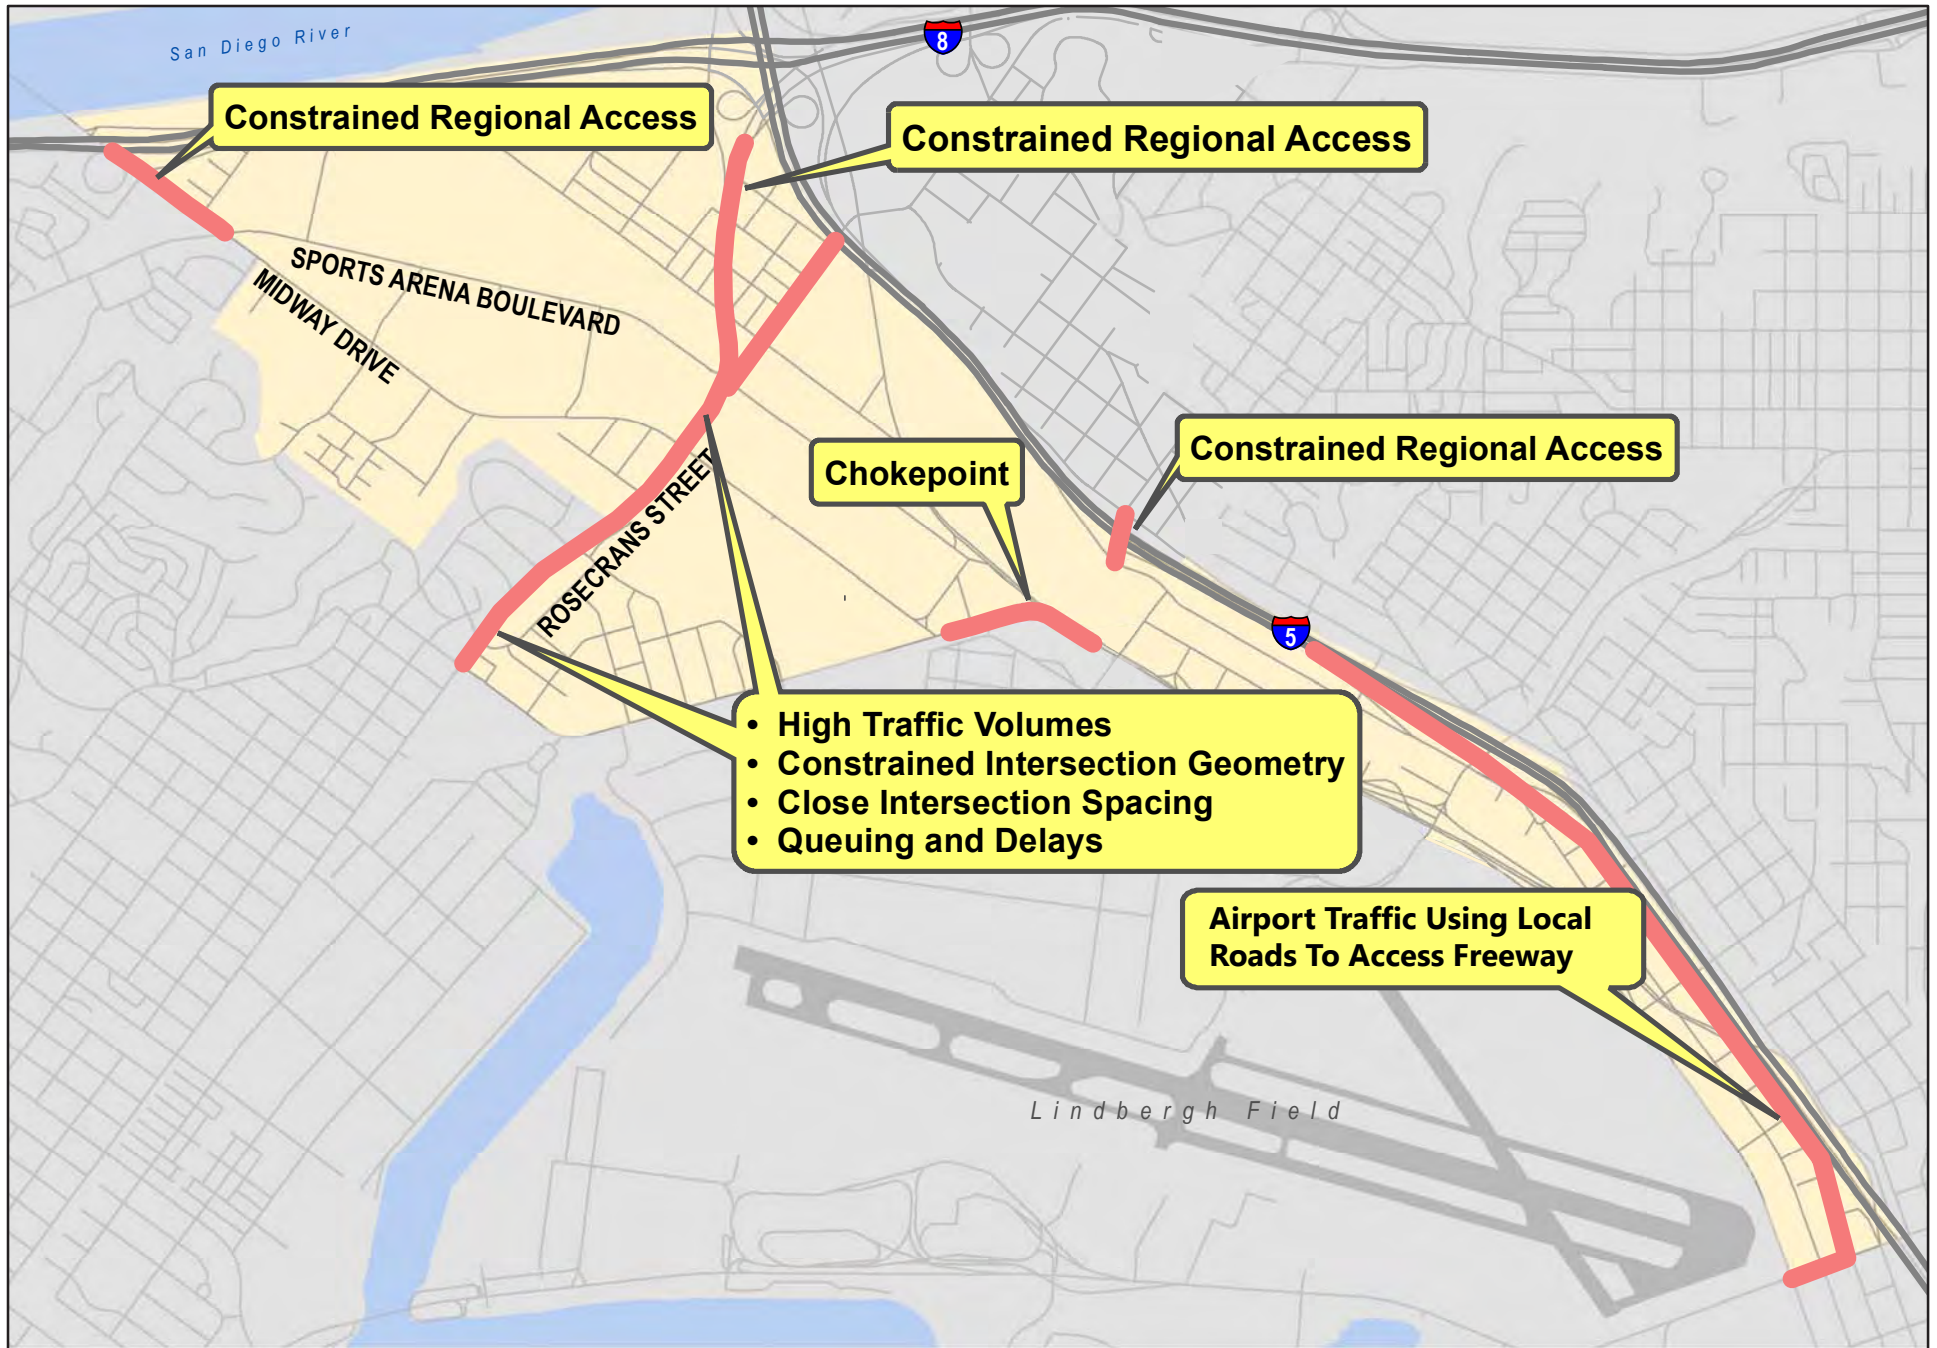 San Diego River
8
Constrained Regional Access
Constrained Regional Access
SPORTS ARENA BOULEVARD
MIDWAY DRIVE
Constrained Regional Access
Chokepoint
ROSECRANS STREET
5
• High Traffic Volumes
• Constrained Intersection Geometry
• Close Intersection Spacing
• Queuing and Delays
Airport Traffic Using Local
Roads To Access Freeway
Lindbergh Field